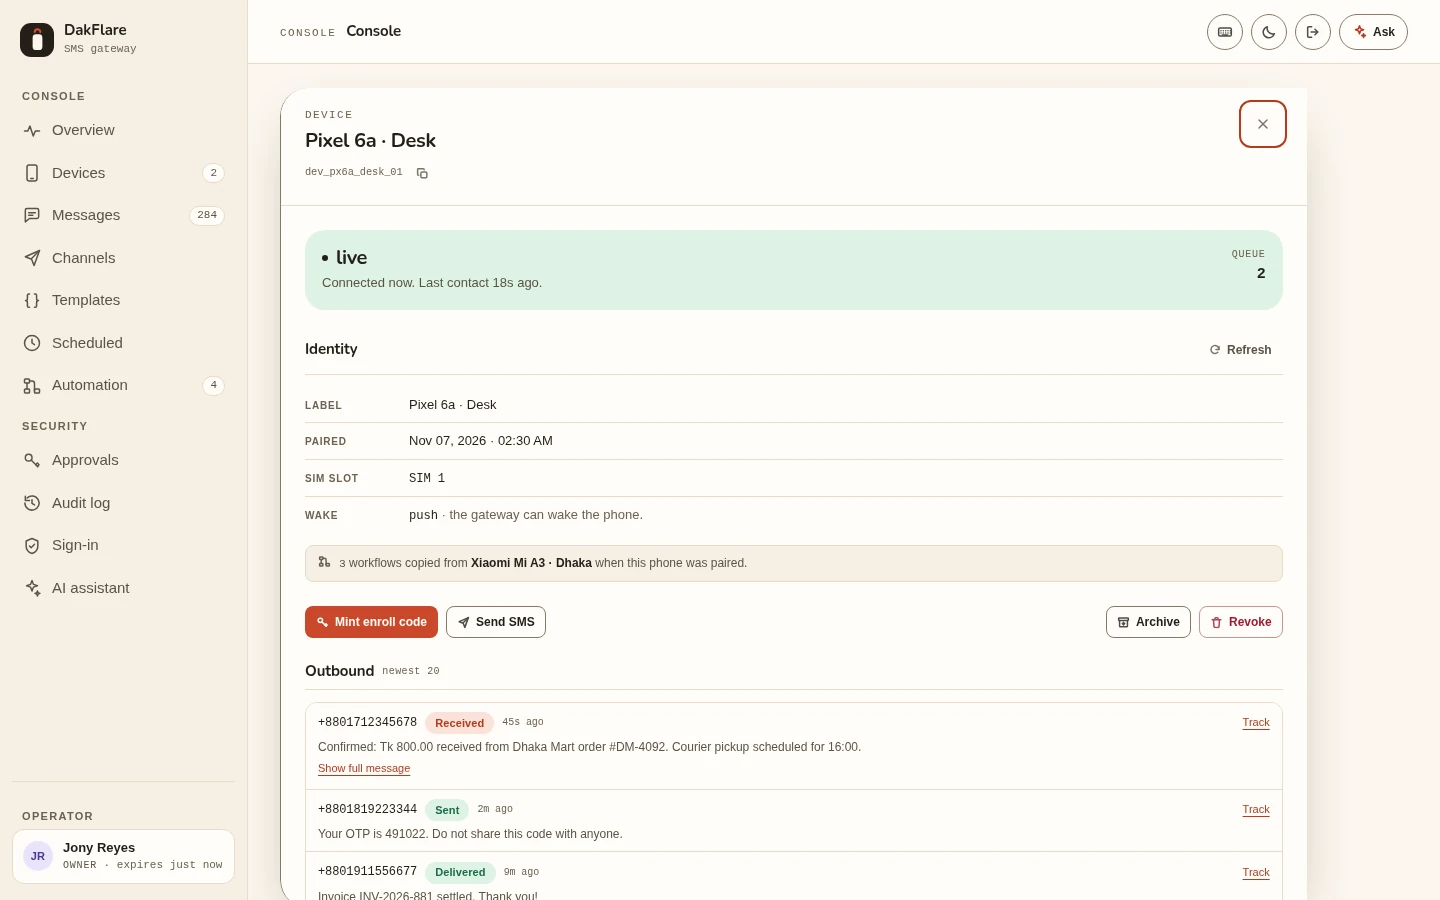 DakFlare
SMS gateway
CONSOLE
Overview
Devices 2
Messages 284
Channels
Templates
Scheduled
Automation 4
SECURITY
Approvals
Audit log
Sign-in
AI assistant
OPERATOR
JR
Jony Reyes
OWNER · expires just now
CONSOLE Console
Ask
DEVICE
Pixel 6a · Desk
dev_px6a_desk_01
live
Connected now. Last contact 18s ago.
QUEUE
2
Identity
Refresh
LABEL Pixel 6a · Desk
PAIRED Nov 07, 2026 · 02:30 AM
SIM SLOT SIM 1
WAKE push · the gateway can wake the phone.
3 workflows copied from Xiaomi Mi A3 · Dhaka when this phone was paired.
Mint enroll code Send SMS Archive Revoke
Outbound newest 20
+8801712345678 Received 45s ago Track
Confirmed: Tk 800.00 received from Dhaka Mart order #DM-4092. Courier pickup scheduled for 16:00.
Show full message
+8801819223344 Sent 2m ago Track
Your OTP is 491022. Do not share this code with anyone.
+8801911556677 Delivered 9m ago Track
Invoice INV-2026-881 settled. Thank you!